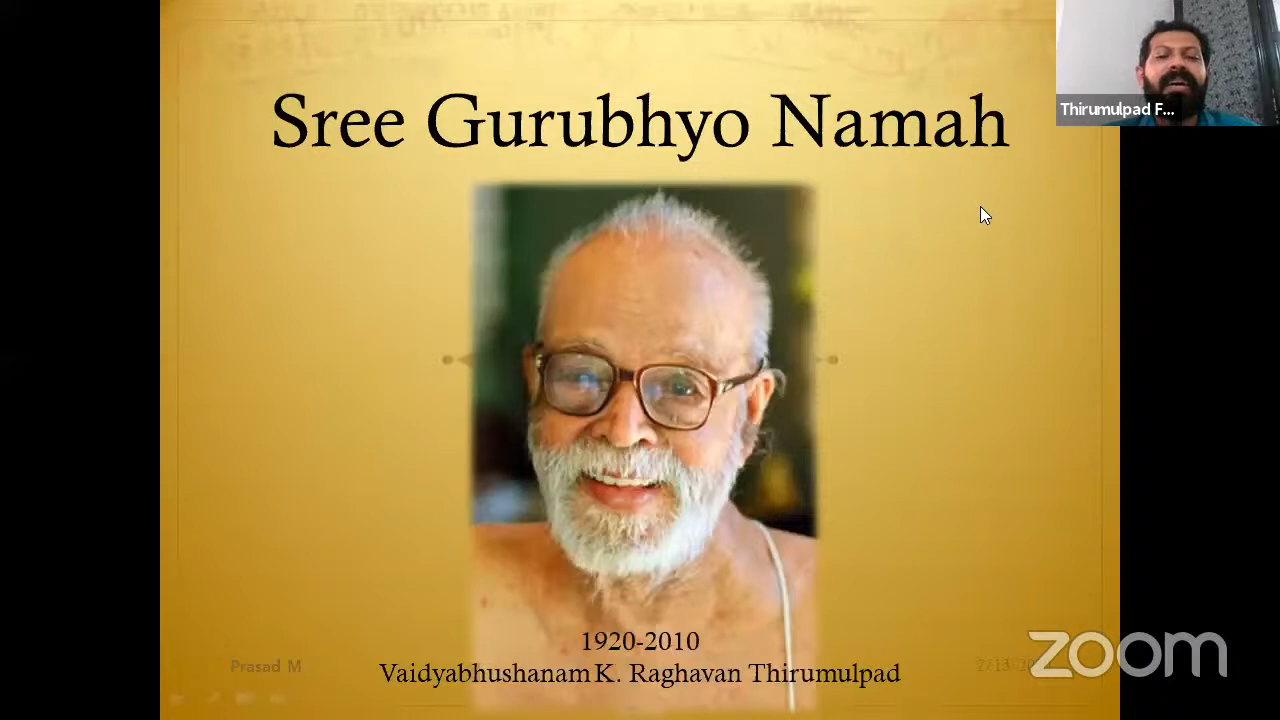 Sree Gurubhyo Namah
Thirumulpad F...
1920-2010
Vaidyabhushanam K. Raghavan Thirumulpad
Prasad M
zoom